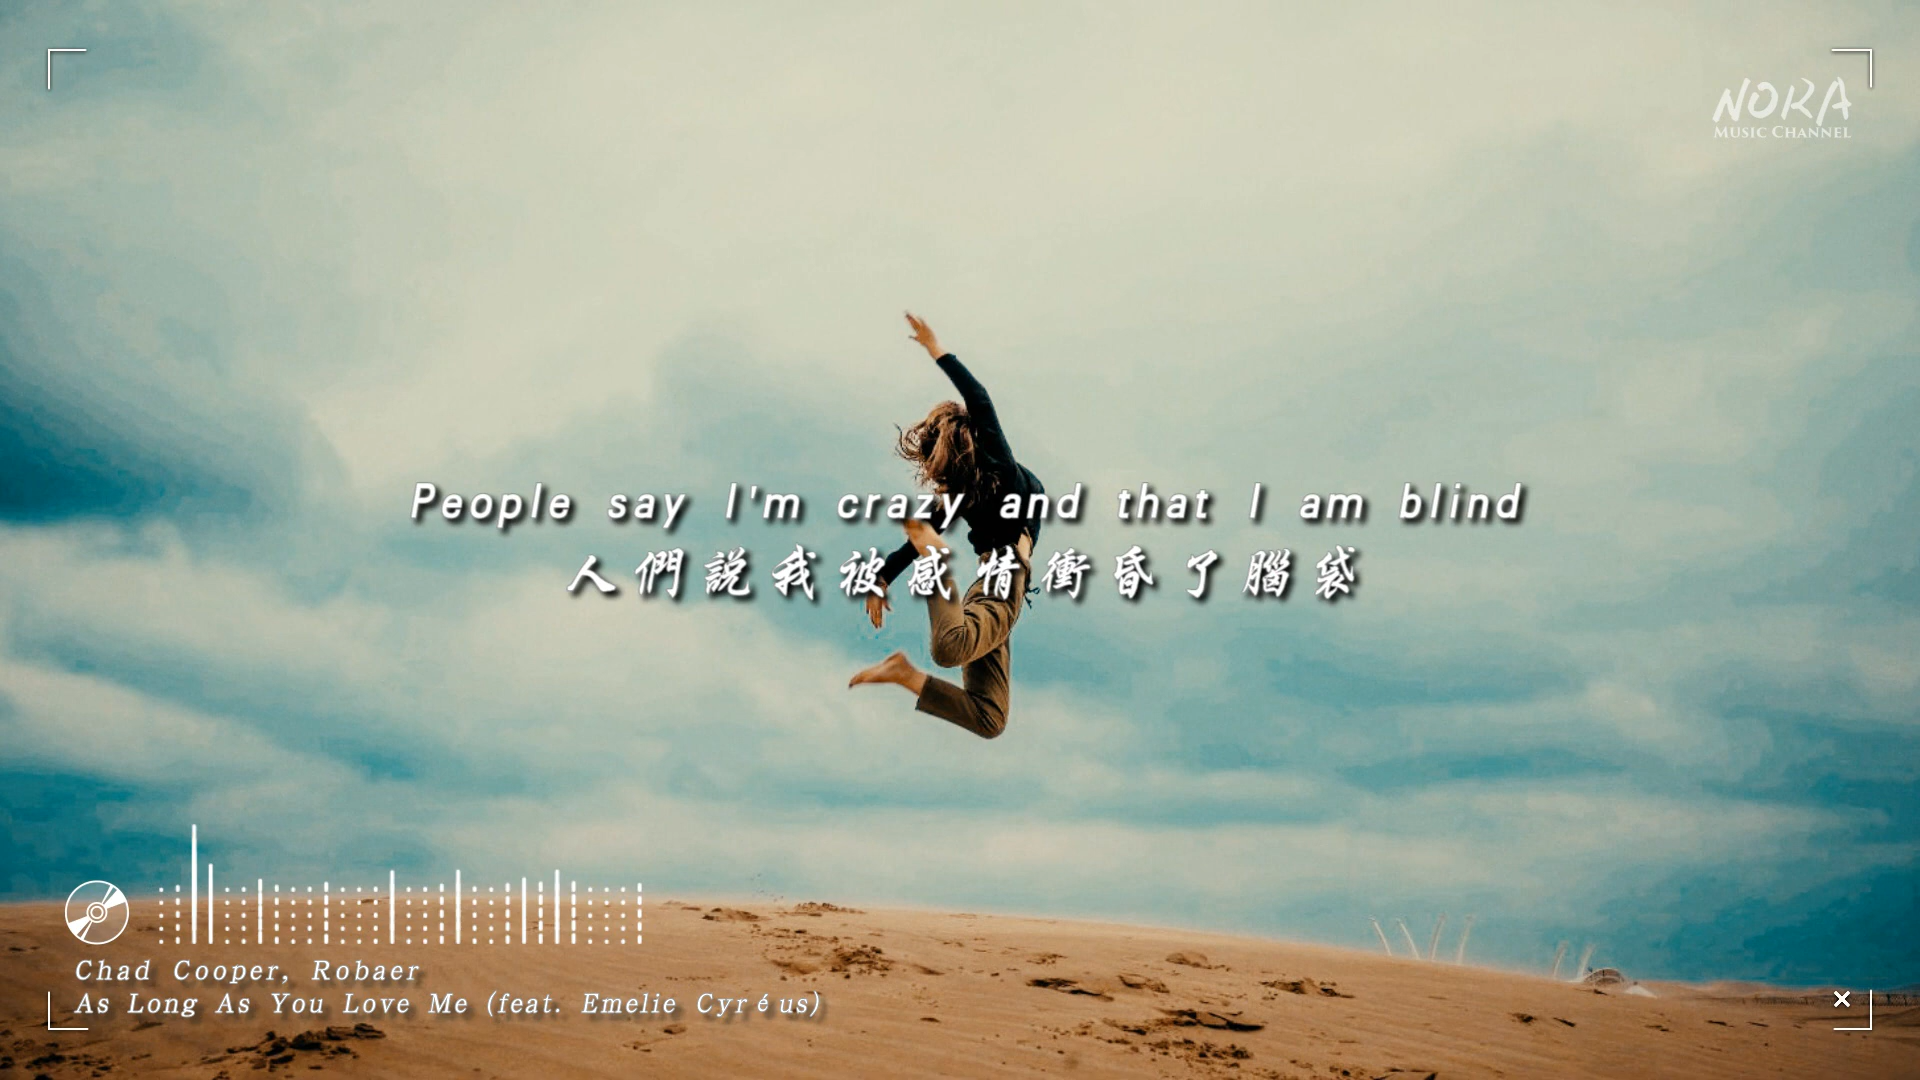 NORA
MUSIC CHANNEL
People say I'm crazy and that I am blind
人們説我被感情衝昏了腦袋
Chad Cooper, Robaer
As Long As You Love Me (feat. Emelie Cyréus)